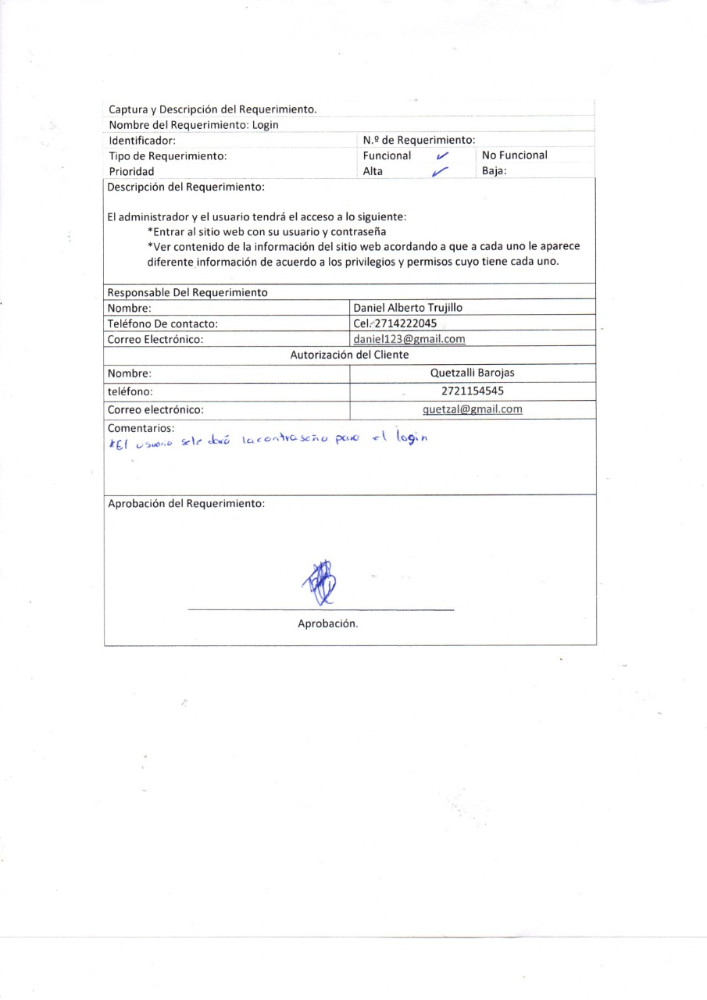 Captura y Descripción del Requerimiento.
Nombre del Requerimiento: Login
Identificador: N.º de Requerimiento:
Tipo de Requerimiento: Funcional ✓ No Funcional
Prioridad Alta ✓ Baja:
Descripción del Requerimiento:
El administrador y el usuario tendrá el acceso a lo siguiente:
*Entrar al sitio web con su usuario y contraseña
*Ver contenido de la información del sitio web acordando a que a cada uno le aparece
diferente información de acuerdo a los privilegios y permisos cuyo tiene cada uno.
Responsable Del Requerimiento
Nombre: Daniel Alberto Trujillo
Teléfono De contacto: Cel. 2714222045
Correo Electrónico: daniel123@gmail.com
Autorización del Cliente
Nombre: Quetzalli Barojas
teléfono: 2721154545
Correo electrónico: quetzal@gmail.com
Comentarios:
*El usuario sele dará la contraseña para el login
Aprobación del Requerimiento:
Aprobación.